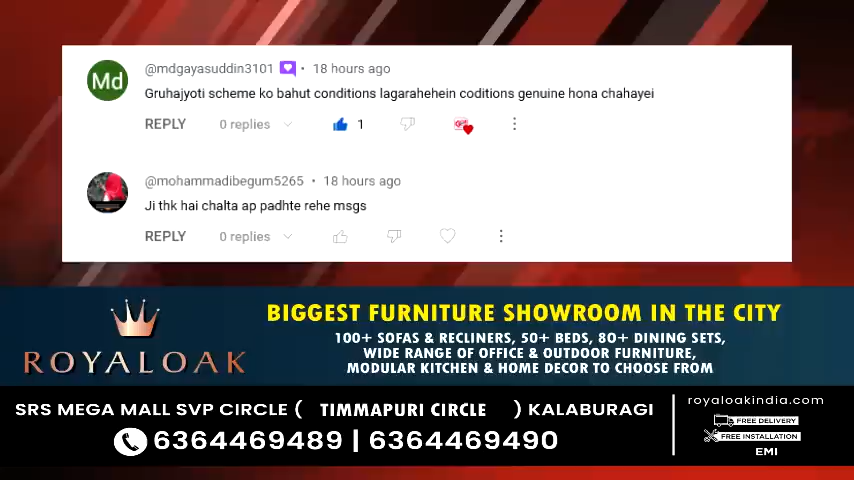 Md
@mdgayasuddin3101 • 18 hours ago
Gruhajyoti scheme ko bahut conditions lagarahehein coditions genuine hona chahayei
REPLY 0 replies 1
@mohammadibegum5265 • 18 hours ago
Ji thk hai chalta ap padhte rehe msgs
REPLY 0 replies
ROYALOAK
BIGGEST FURNITURE SHOWROOM IN THE CITY
100+ SOFAS & RECLINERS, 50+ BEDS, 80+ DINING SETS,
WIDE RANGE OF OFFICE & OUTDOOR FURNITURE,
MODULAR KITCHEN & HOME DECOR TO CHOOSE FROM
SRS MEGA MALL SVP CIRCLE ( TIMMAPURI CIRCLE ) KALABURAGI
6364469489 | 6364469490
royaloakindia.com
FREE DELIVERY
FREE INSTALLATION
EMI